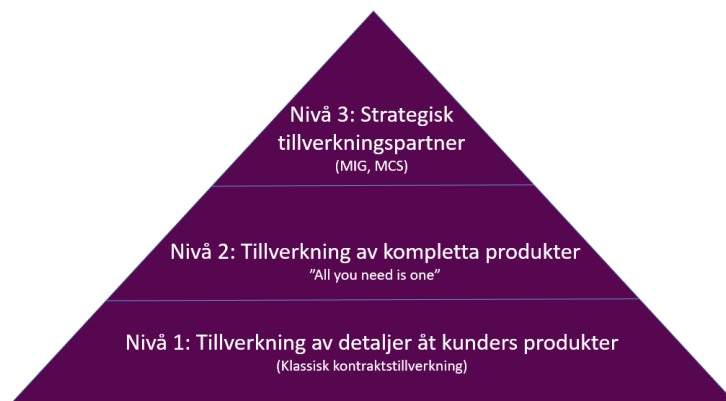 Nivå 3: Strategisk
tillverkningspartner
(MIG, MCS)
Nivå 2: Tillverkning av kompletta produkter
”All you need is one”
Nivå 1: Tillverkning av detaljer åt kunders produkter
(Klassisk kontraktstillverkning)